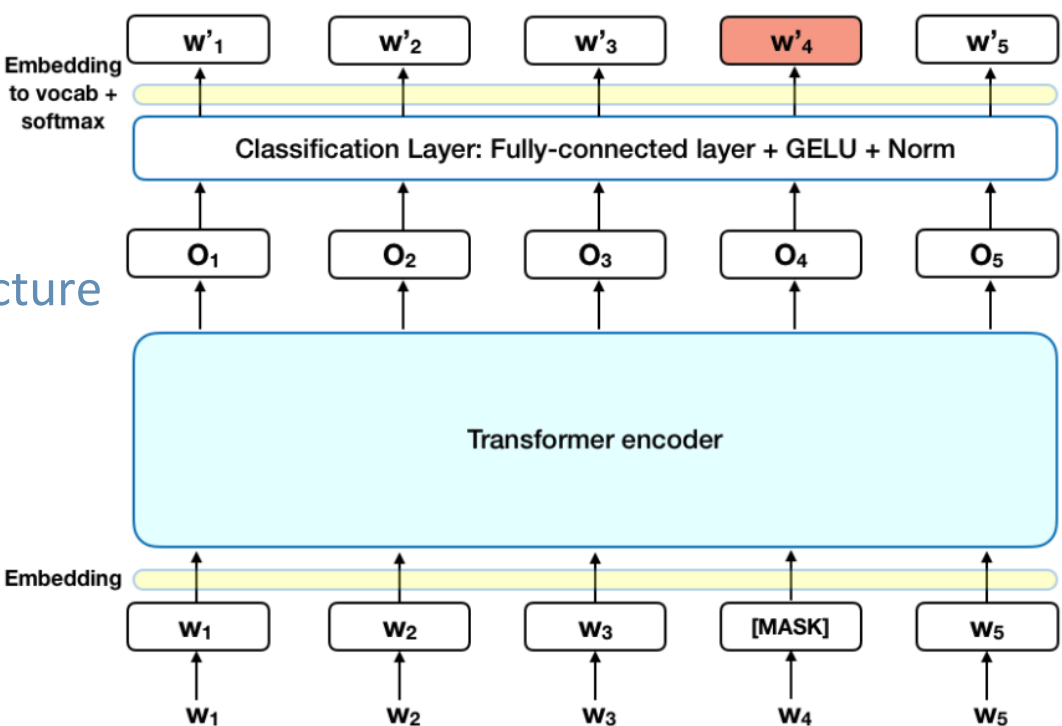 w'₁ w'₂ w'₃ w'₄ w'₅
Embedding
to vocab +
softmax
Classification Layer: Fully-connected layer + GELU + Norm
O₁ O₂ O₃ O₄ O₅
cture
Transformer encoder
Embedding
W₁ W₂ W₃ [MASK] W₅
W₁ W₂ W₃ W₄ W₅